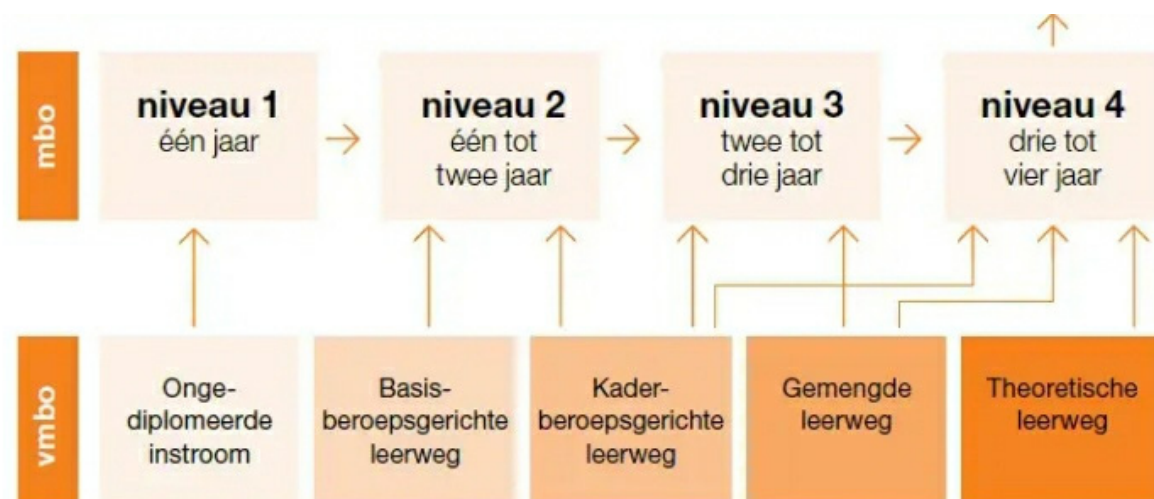 mbo
niveau 1
één jaar
niveau 2
één tot
twee jaar
niveau 3
twee tot
drie jaar
niveau 4
drie tot
vier jaar
vmbo
Onge-
diplomeerde
instroom
Basis-
beroepsgerichte
leerweg
Kader-
beroepsgerichte
leerweg
Gemengde
leerweg
Theoretische
leerweg